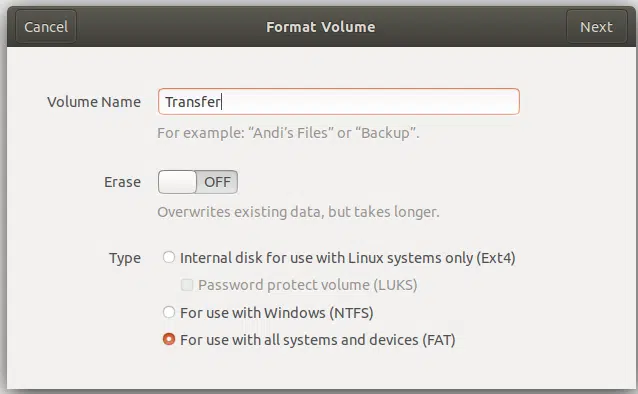 Cancel Format Volume Next
Volume Name Transfer
For example: “Andi’s Files” or “Backup”.
Erase OFF
Overwrites existing data, but takes longer.
Type Internal disk for use with Linux systems only (Ext4)
Password protect volume (LUKS)
For use with Windows (NTFS)
For use with all systems and devices (FAT)